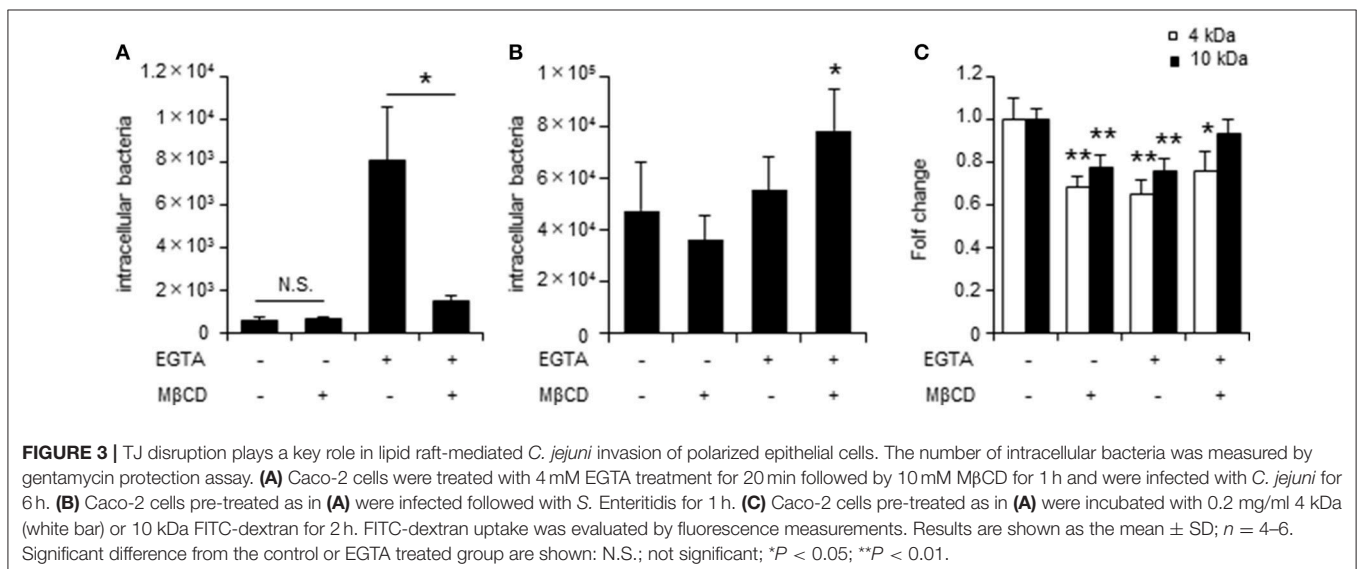 A
1.2×10⁴
1×10⁴
8×10³
6×10³
4×10³
2×10³
0
intracellular bacteria
N.S.
*
EGTA - - + +
MβCD - + - +
B
1×10⁵
8×10⁴
6×10⁴
4×10⁴
2×10⁴
0
intracellular bacteria
*
- - + +
- + - +
C
4 kDa
10 kDa
1.2
1.0
0.8
0.6
0.4
0.2
0
Folf change
** ** ** ** *
EGTA - - + +
MβCD - + - +
FIGURE 3 | TJ disruption plays a key role in lipid raft-mediated C. jejuni invasion of polarized epithelial cells. The number of intracellular bacteria was measured by
gentamycin protection assay. (A) Caco-2 cells were treated with 4 mM EGTA treatment for 20 min followed by 10 mM MβCD for 1 h and were infected with C. jejuni for
6 h. (B) Caco-2 cells pre-treated as in (A) were infected followed with S. Enteritidis for 1 h. (C) Caco-2 cells pre-treated as in (A) were incubated with 0.2 mg/ml 4 kDa
(white bar) or 10 kDa FITC-dextran for 2 h. FITC-dextran uptake was evaluated by fluorescence measurements. Results are shown as the mean ± SD; n = 4–6.
Significant difference from the control or EGTA treated group are shown: N.S.; not significant; *P < 0.05; **P < 0.01.